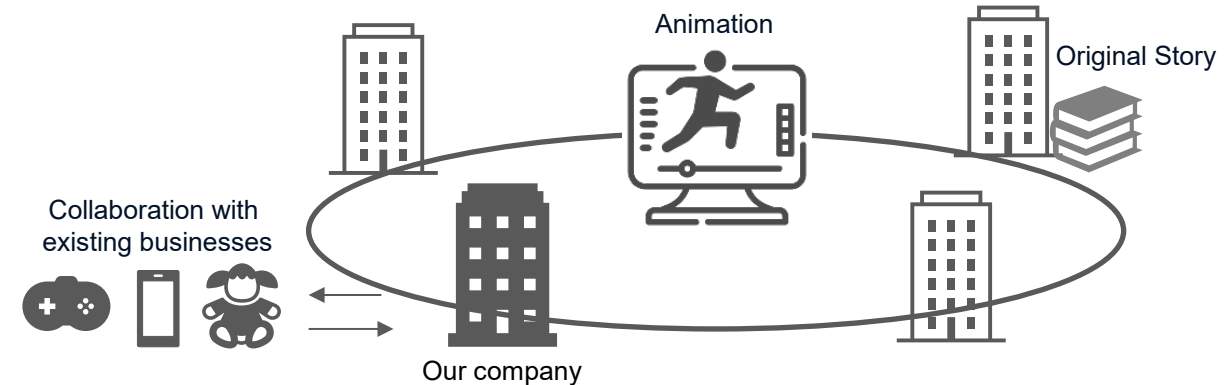 Animation
Original Story
Collaboration with
existing businesses
Our company